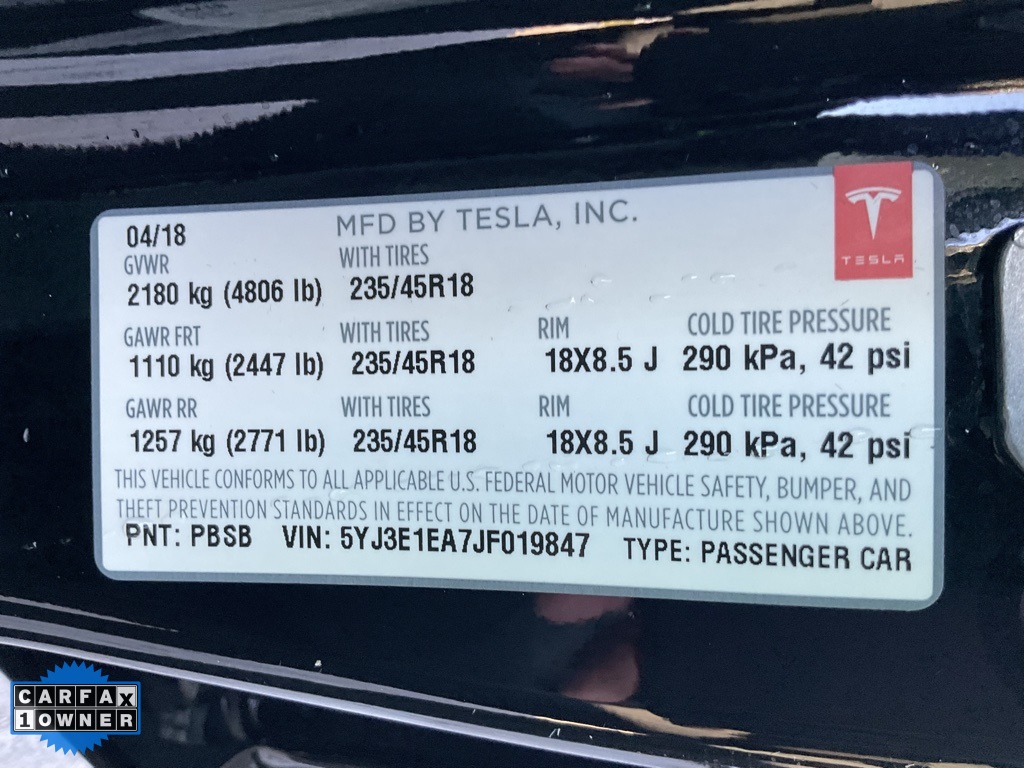 04/18 MFD BY TESLA, INC.
TESLA
GVWR WITH TIRES
2180 kg (4806 lb) 235/45R18
GAWR FRT WITH TIRES RIM COLD TIRE PRESSURE
1110 kg (2447 lb) 235/45R18 18X8.5 J 290 kPa, 42 psi
GAWR RR WITH TIRES RIM COLD TIRE PRESSURE
1257 kg (2771 lb) 235/45R18 18X8.5 J 290 kPa, 42 psi
THIS VEHICLE CONFORMS TO ALL APPLICABLE U.S. FEDERAL MOTOR VEHICLE SAFETY, BUMPER, AND
THEFT PREVENTION STANDARDS IN EFFECT ON THE DATE OF MANUFACTURE SHOWN ABOVE.
PNT: PBSB VIN: 5YJ3E1EA7JF019847 TYPE: PASSENGER CAR
CARFAX
1 OWNER